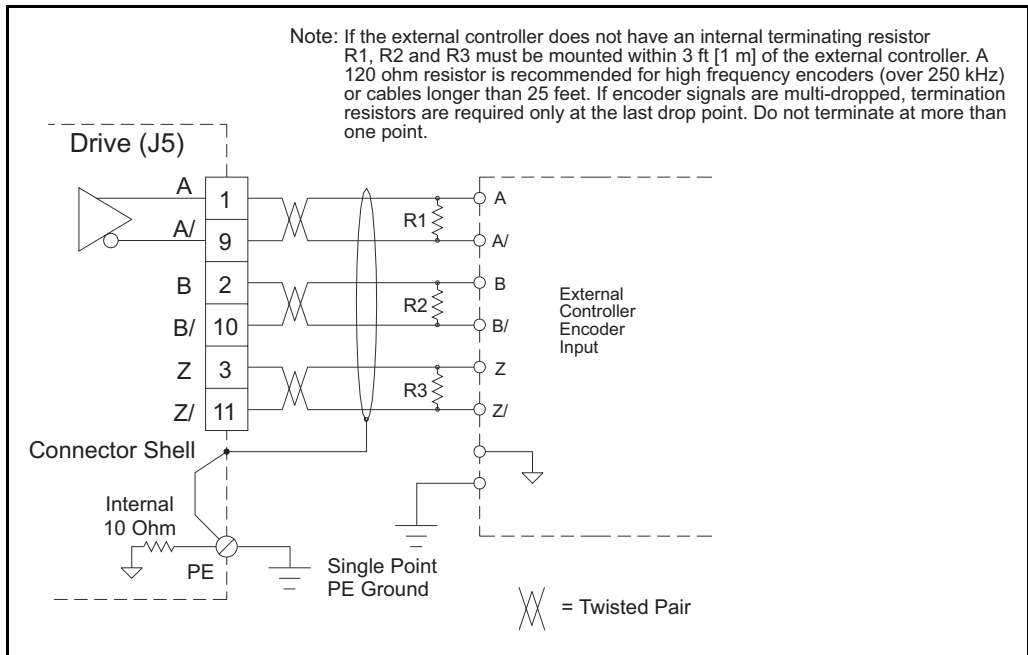 Note: If the external controller does not have an internal terminating resistor
R1, R2 and R3 must be mounted within 3 ft [1 m] of the external controller. A
120 ohm resistor is recommended for high frequency encoders (over 250 kHz)
or cables longer than 25 feet. If encoder signals are multi-dropped, termination
resistors are required only at the last drop point. Do not terminate at more than
one point.
Drive (J5)
A
1
R1
A
A/
9
A/
B
2
R2
B
B/
10
B/
External
Controller
Encoder
Input
Z
3
R3
Z
Z/
11
Z/
Connector Shell
Internal
10 Ohm
PE
Single Point
PE Ground
= Twisted Pair